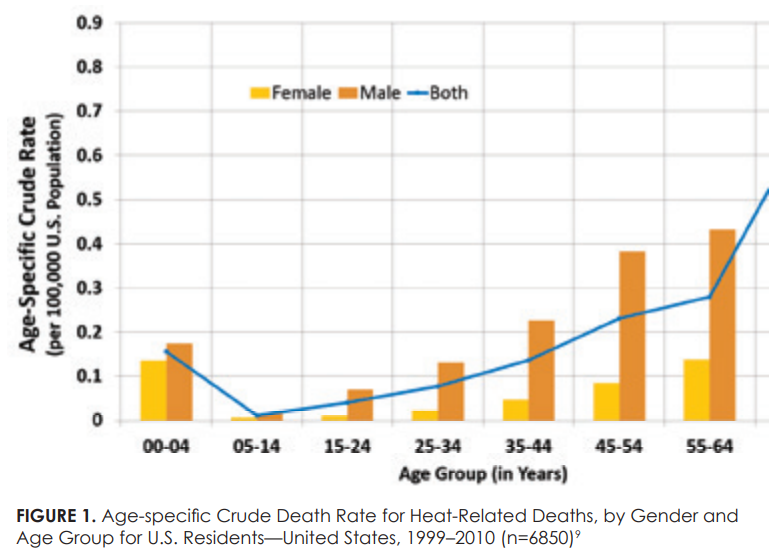 0.9
0.8
Female Male Both
0.7
0.6
0.5
0.4
0.3
0.2
0.1
0
Age-Specific Crude Rate
(per 100,000 U.S. Population)
00-04 05-14 15-24 25-34 35-44 45-54 55-64
Age Group (in Years)
FIGURE 1. Age-specific Crude Death Rate for Heat-Related Deaths, by Gender and
Age Group for U.S. Residents—United States, 1999–2010 (n=6850)⁹